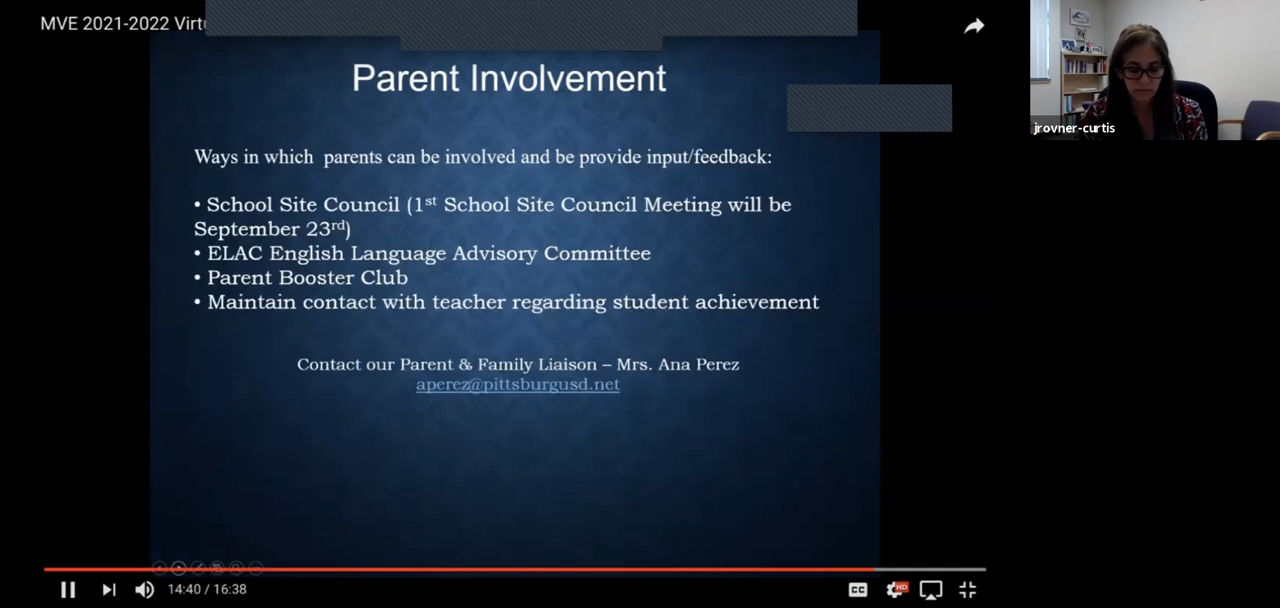 MVE 2021-2022
Parent Involvement
Ways in which parents can be involved and be provide input/feedback:
• School Site Council (1st School Site Council Meeting will be
September 23rd)
• ELAC English Language Advisory Committee
• Parent Booster Club
• Maintain contact with teacher regarding student achievement
Contact our Parent & Family Liaison – Mrs. Ana Perez
aperez@pittsburgusd.net
jrovner-curtis
14:40 / 16:38
CC
HD